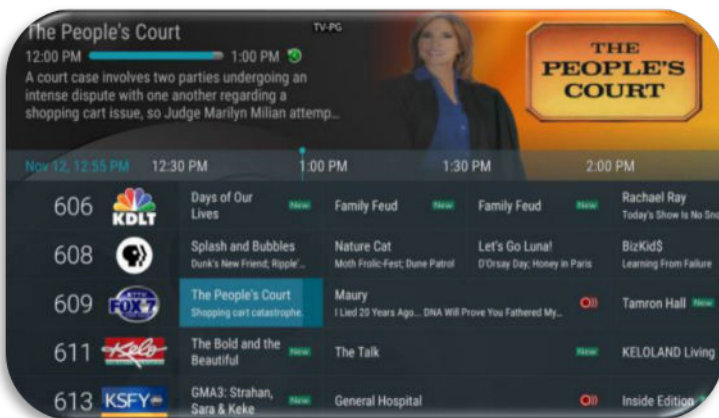 The People's Court
TV-PG
12:00 PM
1:00 PM
A court case involves two parties undergoing an
intense dispute with one another regarding a
shopping cart issue, so Judge Marilyn Milian attemp...
THE
PEOPLE'S
COURT
Nov 12, 12:55 PM
12:30 PM
1:00 PM
1:30 PM
2:00 PM
606
KDLT
Days of Our
Lives
New
Family Feud
New
Family Feud
New
Rachael Ray
Today's Show Is No Sno
608
Splash and Bubbles
Dunk's New Friend; Ripple'...
Nature Cat
Moth Frolic-Fest; Dune Patrol
Let's Go Luna!
D'Orsay Day; Honey in Paris
BizKid$
Learning From Failure
609
FOX 7
The People's Court
Shopping cart catastrophe.
Maury
I Lied 20 Years Ago... DNA Will Prove You Fathered My...
Tamron Hall
New
611
Kelo
The Bold and the
Beautiful
New
The Talk
New
KELOLAND Living
613
KSFY
GMA3: Strahan,
Sara & Keke
New
General Hospital
Inside Edition